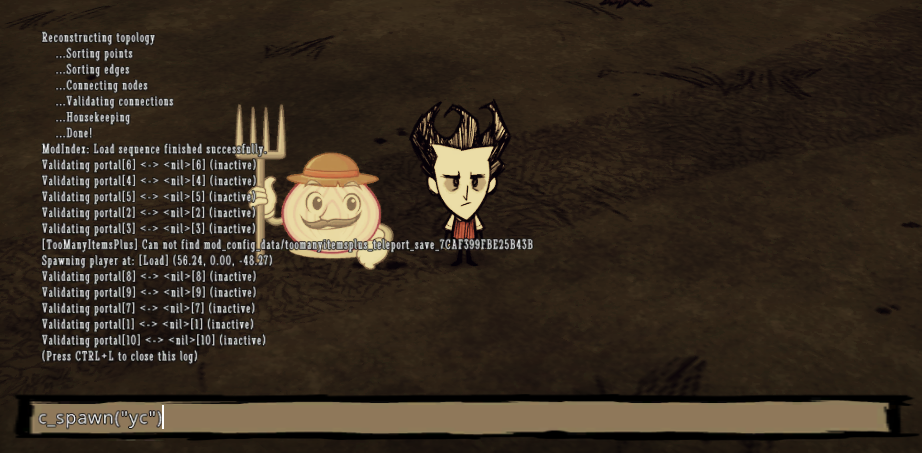 Reconstructing topology
...Sorting points
...Sorting edges
...Connecting nodes
...Validating connections
...Housekeeping
...Done!
ModIndex: Load sequence finished successfully.
Validating portal[6] <-> <nil>[6] (inactive)
Validating portal[4] <-> <nil>[4] (inactive)
Validating portal[5] <-> <nil>[5] (inactive)
Validating portal[2] <-> <nil>[2] (inactive)
Validating portal[3] <-> <nil>[3] (inactive)
[TooManyItemsPlus] Can not find mod_config_data/toomanyitemsplus_teleport_save_7CAF399FBE25B43B
Spawning player at: [Load] (56.24, 0.00, -48.27)
Validating portal[8] <-> <nil>[8] (inactive)
Validating portal[9] <-> <nil>[9] (inactive)
Validating portal[7] <-> <nil>[7] (inactive)
Validating portal[1] <-> <nil>[1] (inactive)
Validating portal[10] <-> <nil>[10] (inactive)
(Press CTRL+L to close this log)
c_spawn("yc")